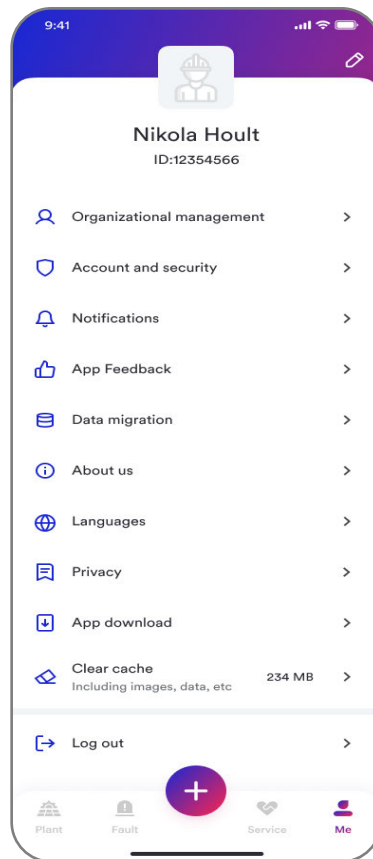 9:41
Nikola Hoult
ID:12354566
Organizational management
Account and security
Notifications
App Feedback
Data migration
About us
Languages
Privacy
App download
Clear cache
234 MB
Including images, data, etc
Log out
Plant
Fault
Service
Me